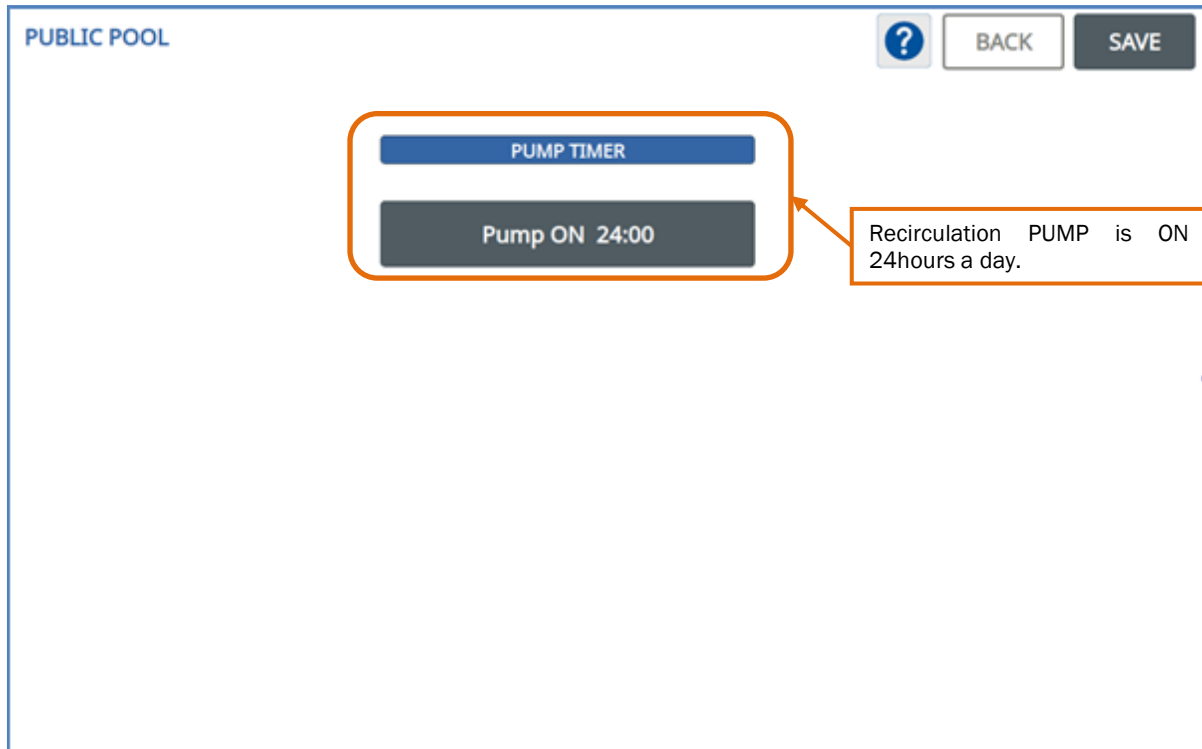 PUBLIC POOL
?
BACK
SAVE
PUMP TIMER
Pump ON 24:00
Recirculation PUMP is ON
24hours a day.